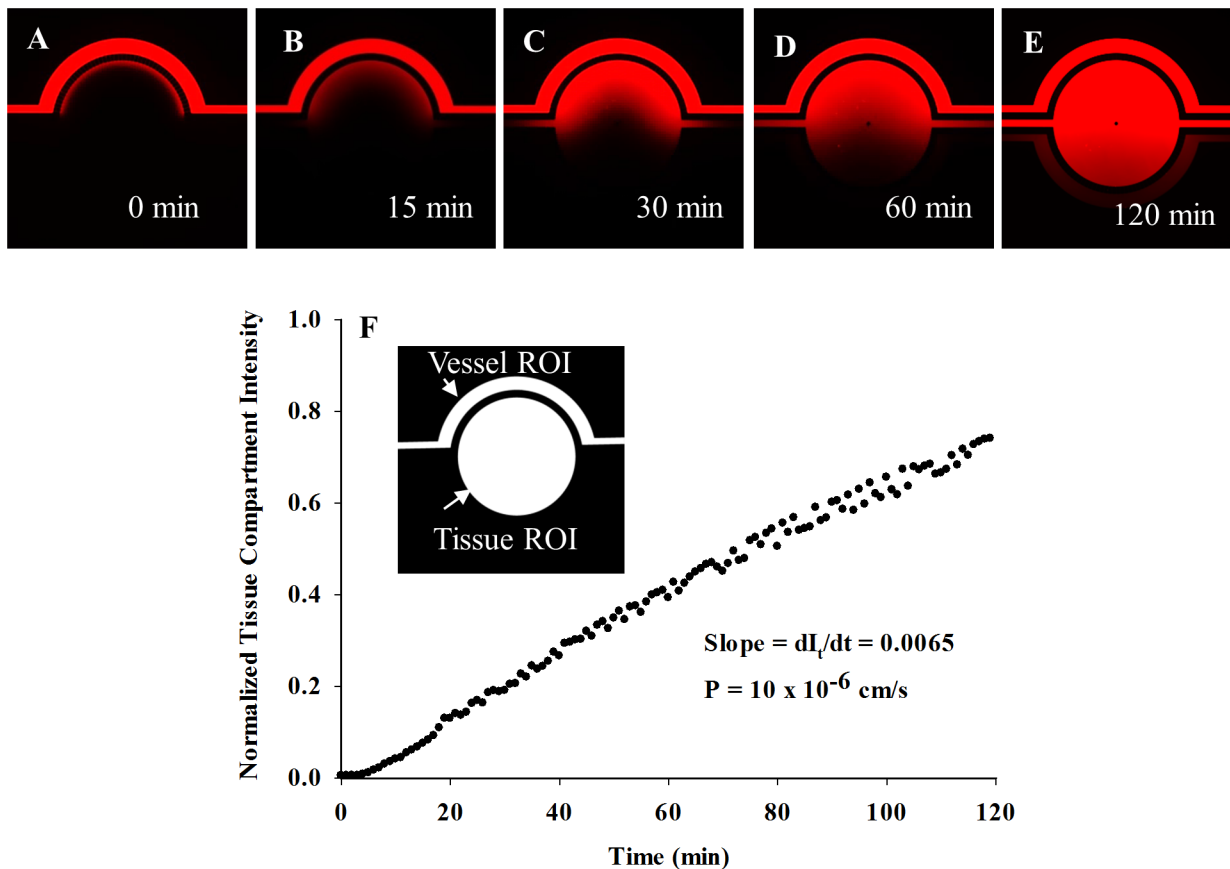 A
B
C
D
E
0 min
15 min
30 min
60 min
120 min
F
Vessel ROI
Tissue ROI
Slope = dIt/dt = 0.0065
P = 10 x 10-6 cm/s
Normalized Tissue Compartment Intensity
1.0
0.8
0.6
0.4
0.2
0.0
0
20
40
60
80
100
120
Time (min)